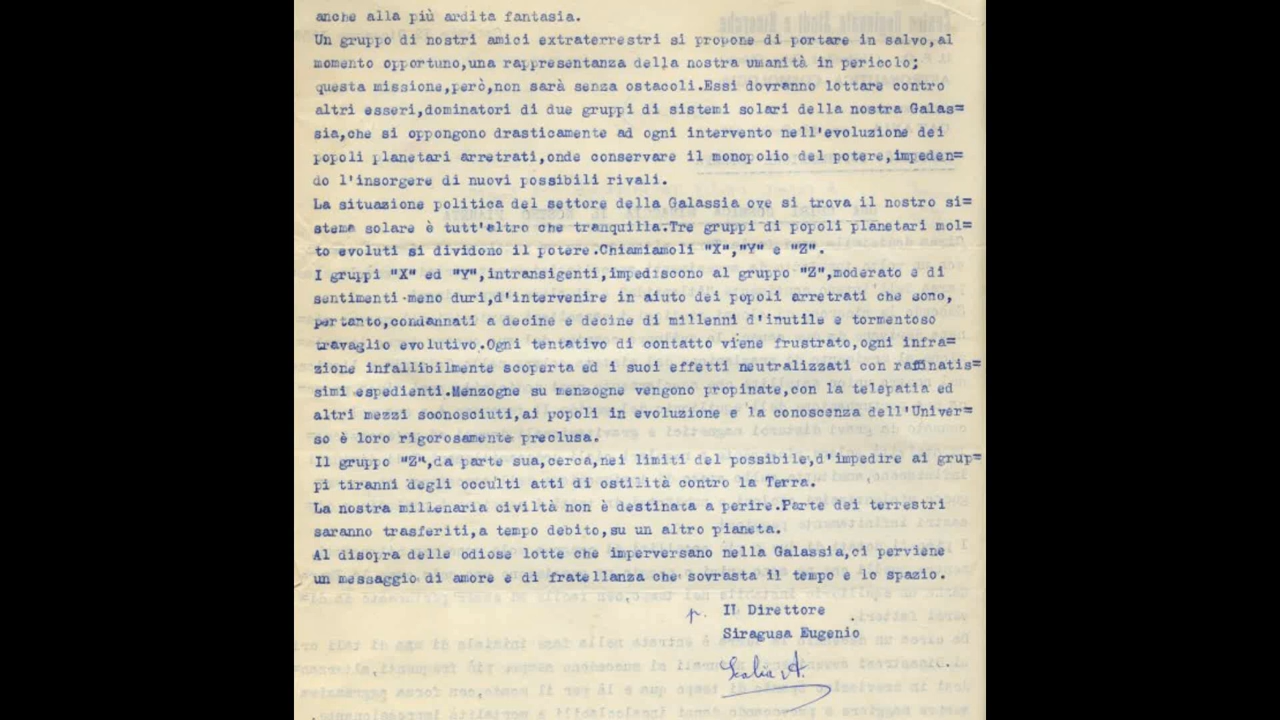 anche alla più ardita fantasia.
Un gruppo di nostri amici extraterrestri si propone di portare in salvo,al
momento opportuno,una rappresentanza della nostra umanità in pericolo;
questa missione,però,non sarà senza ostacoli.Essi dovranno lottare contro
altri esseri,dominatori di due gruppi di sistemi solari della nostra Galas=
sia,che si oppongono drasticamente ad ogni intervento nell'evoluzione dei
popoli planetari arretrati,onde conservare il monopolio del potere,impeden=
do l'insorgere di nuovi possibili rivali.
La situazione politica del settore della Galassia ove si trova il nostro si=
stema solare è tutt'altro che tranquilla.Tre gruppi di popoli planetari mol=
to evoluti si dividono il potere.Chiamiamoli "X","Y" e "Z".
I gruppi "X" ed "Y",intransigenti,impediscono al gruppo "Z",moderato e di
sentimenti meno duri,d'intervenire in aiuto dei popoli arretrati che sono,
pertanto,condannati a decine e decine di millenni d'inutile e tormentoso
travaglio evolutivo.Ogni tentativo di contatto viene frustrato,ogni infra=
zione infallibilmente scoperta ed i suoi effetti neutralizzati con raffinatis=
simi espedienti.Menzogne su menzogne vengono propinate,con la telepatia ed
altri mezzi soonosciuti,ai popoli in evoluzione e la conoscenza dell'Univer=
so è loro rigorosamente preclusa.
Il gruppo "Z",da parte sua,cerca,nei limiti del possibile,d'impedire ai grup=
pi tiranni degli occulti atti di ostilità contro la Terra.
La nostra millenaria civiltà non è destinata a perire.Parte dei terrestri
saranno trasferiti,a tempo debito,su un altro pianeta.
Al disopra delle odiose lotte che imperversano nella Galassia,ci perviene
un messaggio di amore e di fratellanza che sovrasta il tempo e lo spazio.
p. Il Direttore
Siragusa Eugenio